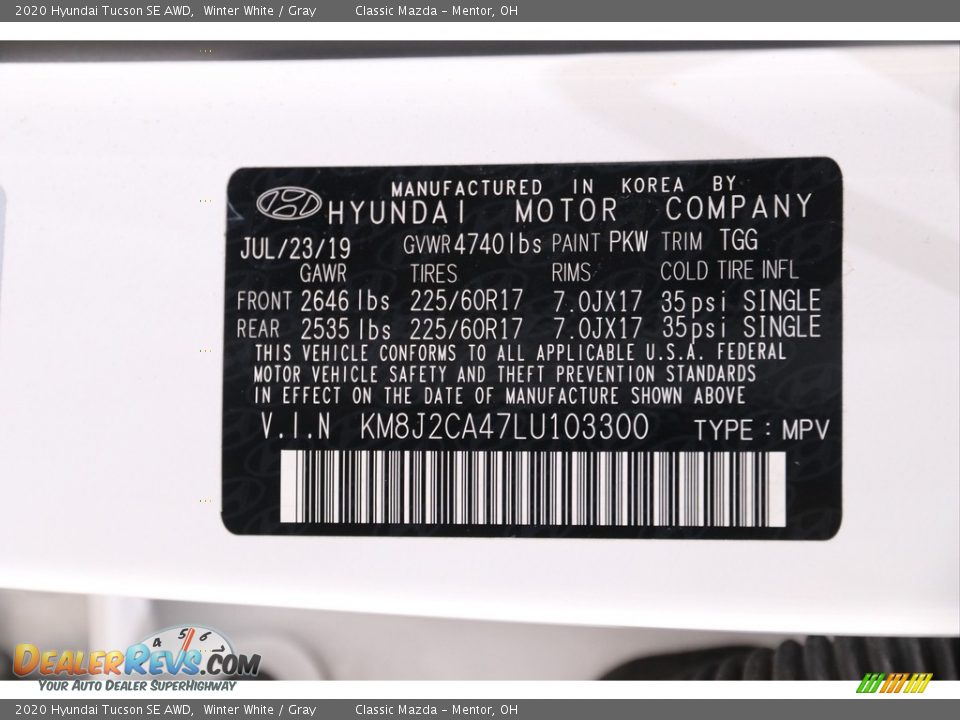 2020 Hyundai Tucson SE AWD, Winter White / Gray Classic Mazda - Mentor, OH
MANUFACTURED IN KOREA BY
HYUNDAI MOTOR COMPANY
JUL/23/19 GVWR 4740lbs PAINT PKW TRIM TGG
GAWR TIRES RIMS COLD TIRE INFL
FRONT 2646 lbs 225/60R17 7.0JX17 35psi SINGLE
REAR 2535 lbs 225/60R17 7.0JX17 35psi SINGLE
THIS VEHICLE CONFORMS TO ALL APPLICABLE U.S.A. FEDERAL
MOTOR VEHICLE SAFETY AND THEFT PREVENTION STANDARDS
IN EFFECT ON THE DATE OF MANUFACTURE SHOWN ABOVE
V.I.N KM8J2CA47LU103300 TYPE : MPV
4 5 6
DEALERREVS.COM
YOUR AUTO DEALER SUPERHIGHWAY
2020 Hyundai Tucson SE AWD, Winter White / Gray Classic Mazda - Mentor, OH